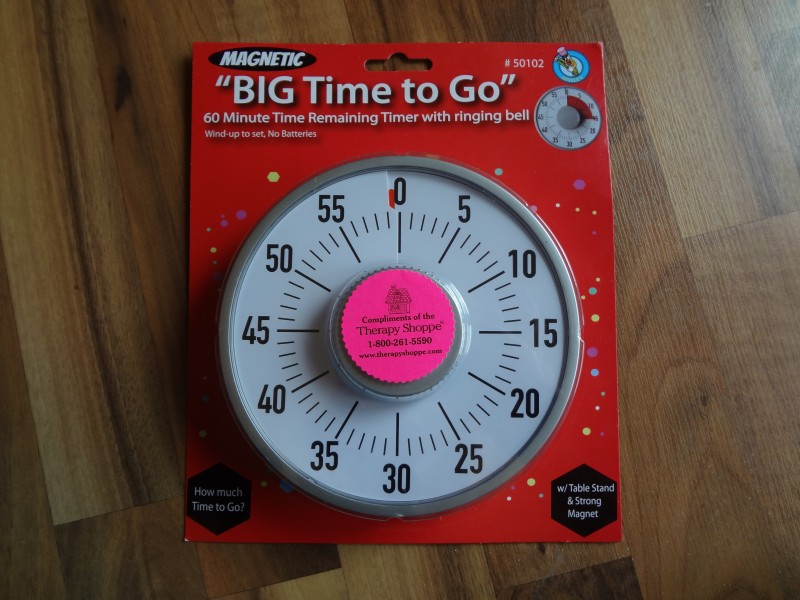 MAGNETIC
# 50102
"BIG Time to Go"
60 Minute Time Remaining Timer with ringing bell
Wind-up to set, No Batteries
0
5
10
15
20
25
30
35
40
45
50
55
Compliments of the
Therapy Shoppe
1-800-261-5590
www.therapyshoppe.com
How much
Time to Go?
w/ Table Stand
& Strong
Magnet